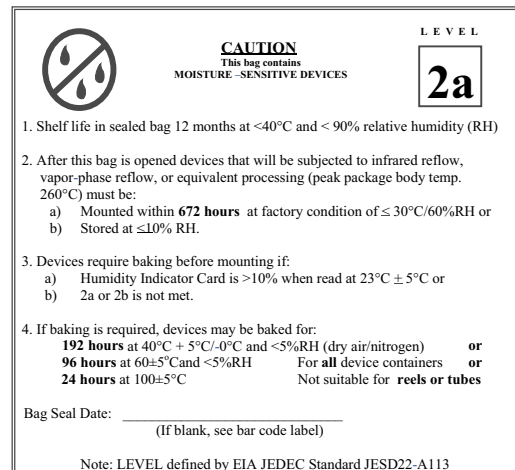 LEVEL
CAUTION
This bag contains
MOISTURE –SENSITIVE DEVICES
2a
1. Shelf life in sealed bag 12 months at <40°C and < 90% relative humidity (RH)
2. After this bag is opened devices that will be subjected to infrared reflow,
vapor-phase reflow, or equivalent processing (peak package body temp.
260°C) must be:
a) Mounted within 672 hours at factory condition of ≤ 30°C/60%RH or
b) Stored at ≤10% RH.
3. Devices require baking before mounting if:
a) Humidity Indicator Card is >10% when read at 23°C ± 5°C or
b) 2a or 2b is not met.
4. If baking is required, devices may be baked for:
192 hours at 40°C + 5°C/-0°C and <5%RH (dry air/nitrogen) or
96 hours at 60±5°Cand <5%RH For all device containers or
24 hours at 100±5°C Not suitable for reels or tubes
Bag Seal Date: ______________________________
(If blank, see bar code label)
Note: LEVEL defined by EIA JEDEC Standard JESD22-A113